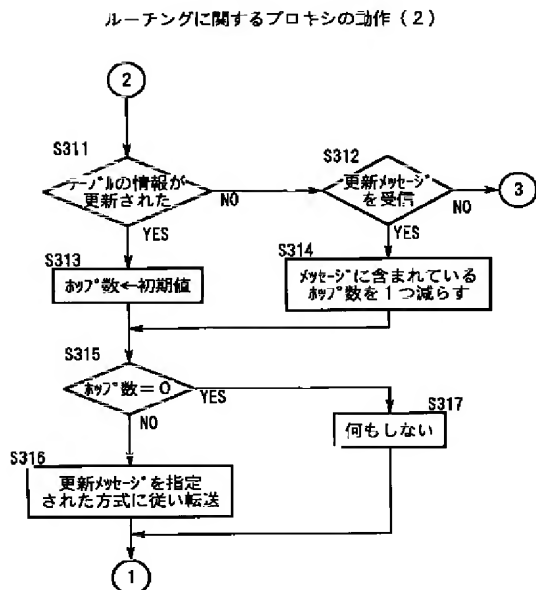 ルーチングに関するプロキシの動作（2）
2
S311
テーブルの情報が
更新された
NO
YES
S312
更新メッセージ
を受信
NO
YES
3
S313
ホップ数←初期値
S314
メッセージに含まれている
ホップ数を１つ減らす
S315
ホップ数＝０
YES
NO
S317
何もしない
S316
更新メッセージを指定
された方式に従い転送
1